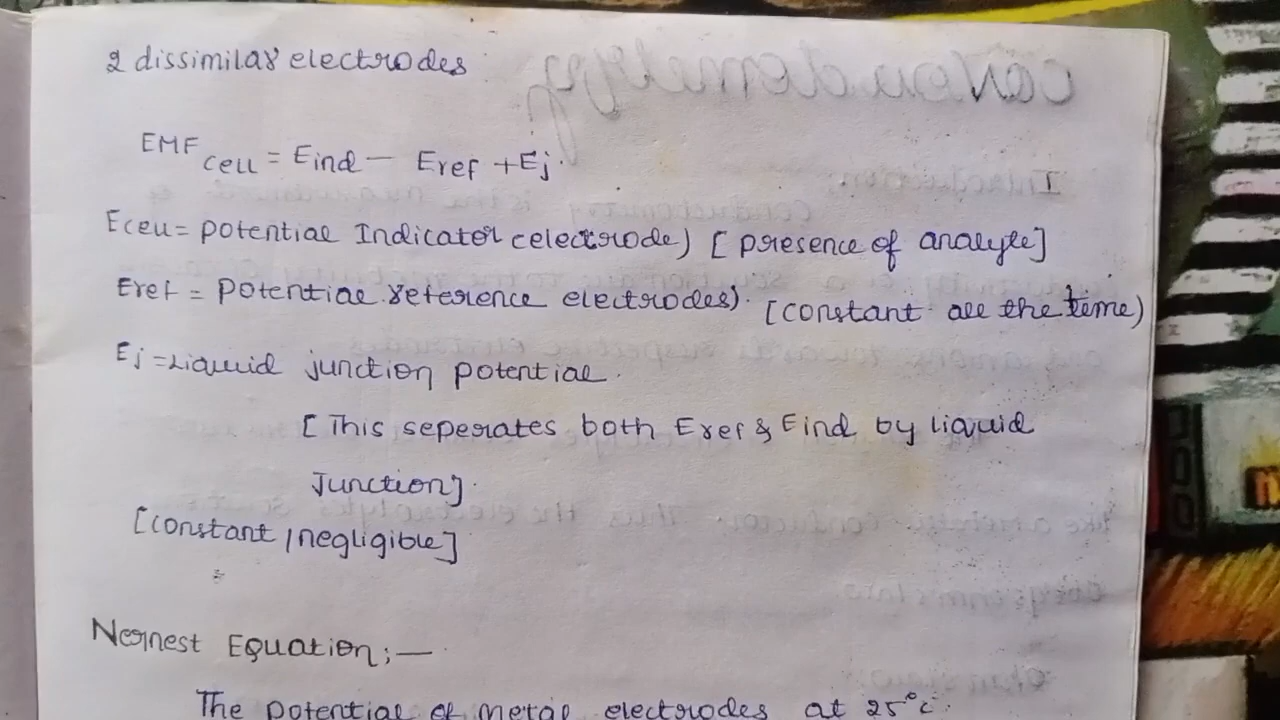 2 dissimilar electrodes
EMF cell = Eind - Eref + Ej.
Ecell = potential Indicator (electrode) [presence of analyte]
Eref = potential reference electrodes). [constant all the time)
Ej = Liquid junction potential.
[This seperates both Eref & Eind by liquid
Junction].
[constant / negligible]
Nernest Equation; —
The potential of metal electrodes at 25°C.